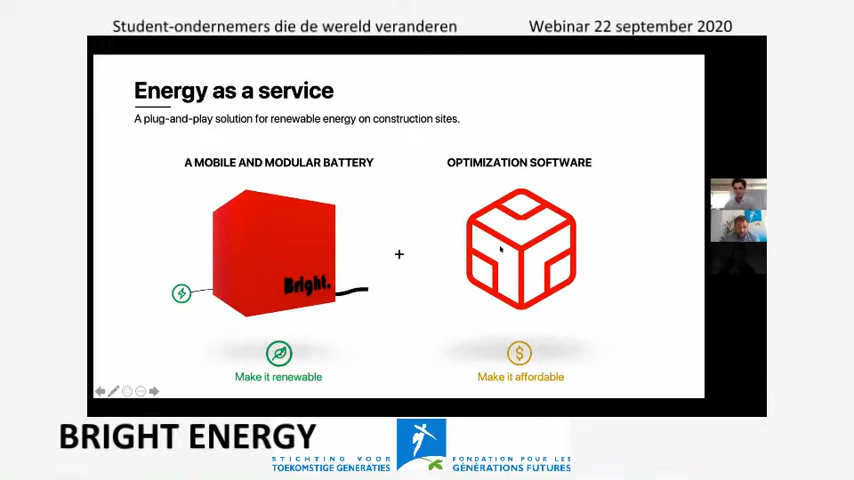 Student-ondernemers die de wereld veranderen
Webinar 22 september 2020
Energy as a service
A plug-and-play solution for renewable energy on construction sites.
A MOBILE AND MODULAR BATTERY
OPTIMIZATION SOFTWARE
Bright.
+
$
Make it renewable
Make it affordable
BRIGHT ENERGY
STICHTING VOOR
TOEKOMSTIGE GENERATIES
FONDATION POUR LES
GÉNÉRATIONS FUTURES